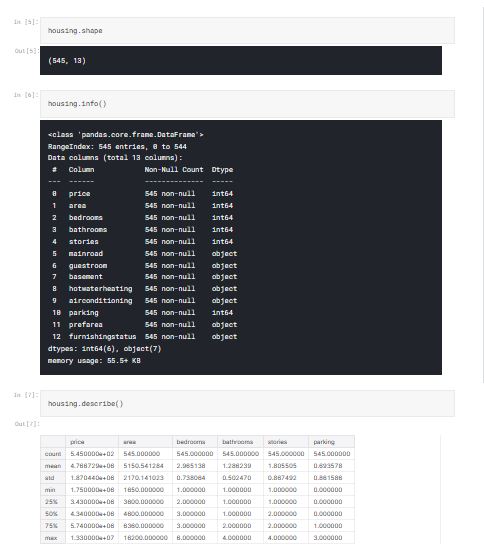 In [5]:
housing.shape
Out[5]:
(545, 13)
In [6]:
housing.info()
<class 'pandas.core.frame.DataFrame'>
RangeIndex: 545 entries, 0 to 544
Data columns (total 13 columns):
# Column Non-Null Count Dtype
--- ------ -------------- -----
0 price 545 non-null int64
1 area 545 non-null int64
2 bedrooms 545 non-null int64
3 bathrooms 545 non-null int64
4 stories 545 non-null int64
5 mainroad 545 non-null object
6 guestroom 545 non-null object
7 basement 545 non-null object
8 hotwaterheating 545 non-null object
9 airconditioning 545 non-null object
10 parking 545 non-null int64
11 prefarea 545 non-null object
12 furnishingstatus 545 non-null object
dtypes: int64(6), object(7)
memory usage: 55.5+ KB
In [7]:
housing.describe()
Out[7]:
price area bedrooms bathrooms stories parking
count 5.450000e+02 545.000000 545.000000 545.000000 545.000000 545.000000
mean 4.766729e+06 5150.541284 2.965138 1.286239 1.805505 0.693578
std 1.870440e+06 2170.141023 0.738064 0.502470 0.867492 0.861586
min 1.750000e+06 1650.000000 1.000000 1.000000 1.000000 0.000000
25% 3.430000e+06 3600.000000 2.000000 1.000000 1.000000 0.000000
50% 4.340000e+06 4600.000000 3.000000 1.000000 2.000000 0.000000
75% 5.740000e+06 6360.000000 3.000000 2.000000 2.000000 1.000000
max 1.330000e+07 16200.000000 6.000000 4.000000 4.000000 3.000000